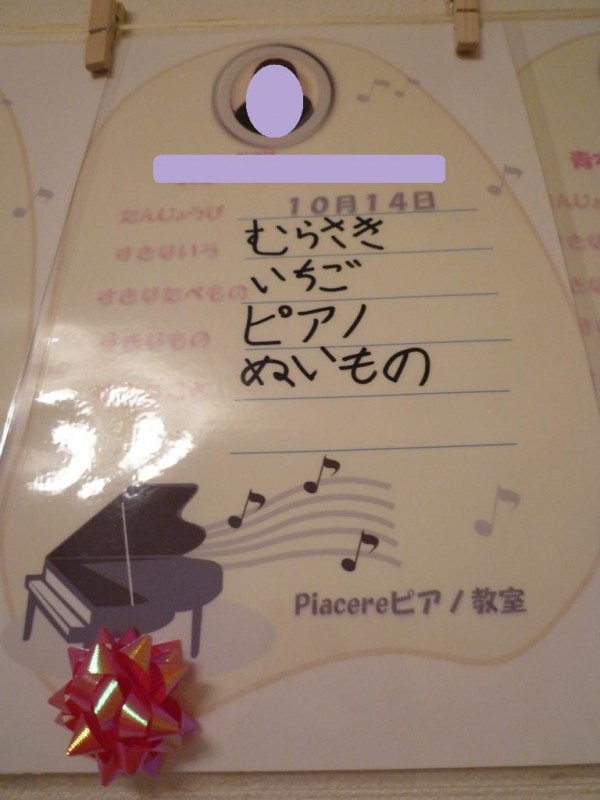 たんじょうび 10月14日
すきないろ むらさき
すきなたべもの いちご
すきなもの ピアノ
ぬいもの
Piacereピアノ教室
青木